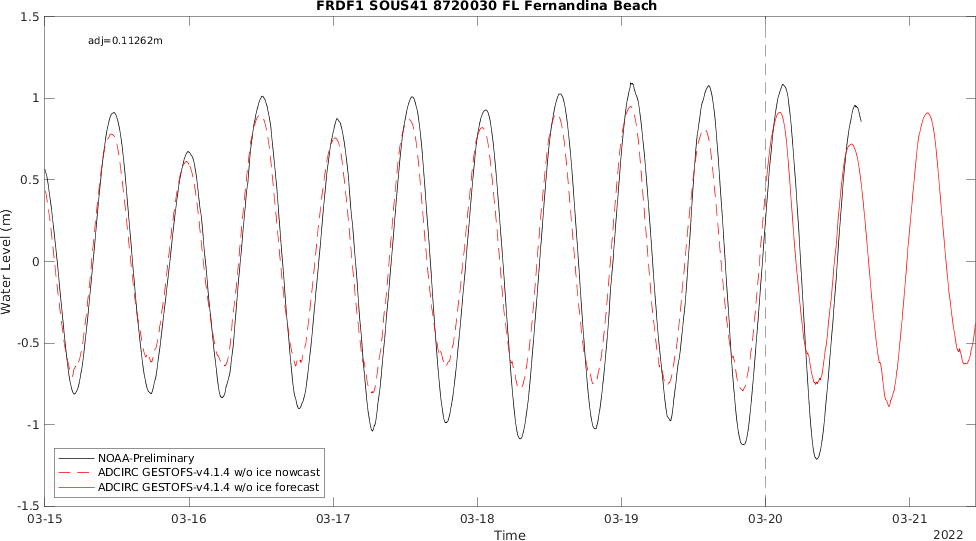 FRDF1 SOUS41 8720030 FL Fernandina Beach
adj=0.11262m
1.5
1
0.5
0
-0.5
-1
-1.5
Water Level (m)
NOAA-Preliminary
ADCIRC GESTOFS-v4.1.4 w/o ice nowcast
ADCIRC GESTOFS-v4.1.4 w/o ice forecast
03-15 03-16 03-17 03-18 03-19 03-20 03-21
Time
2022